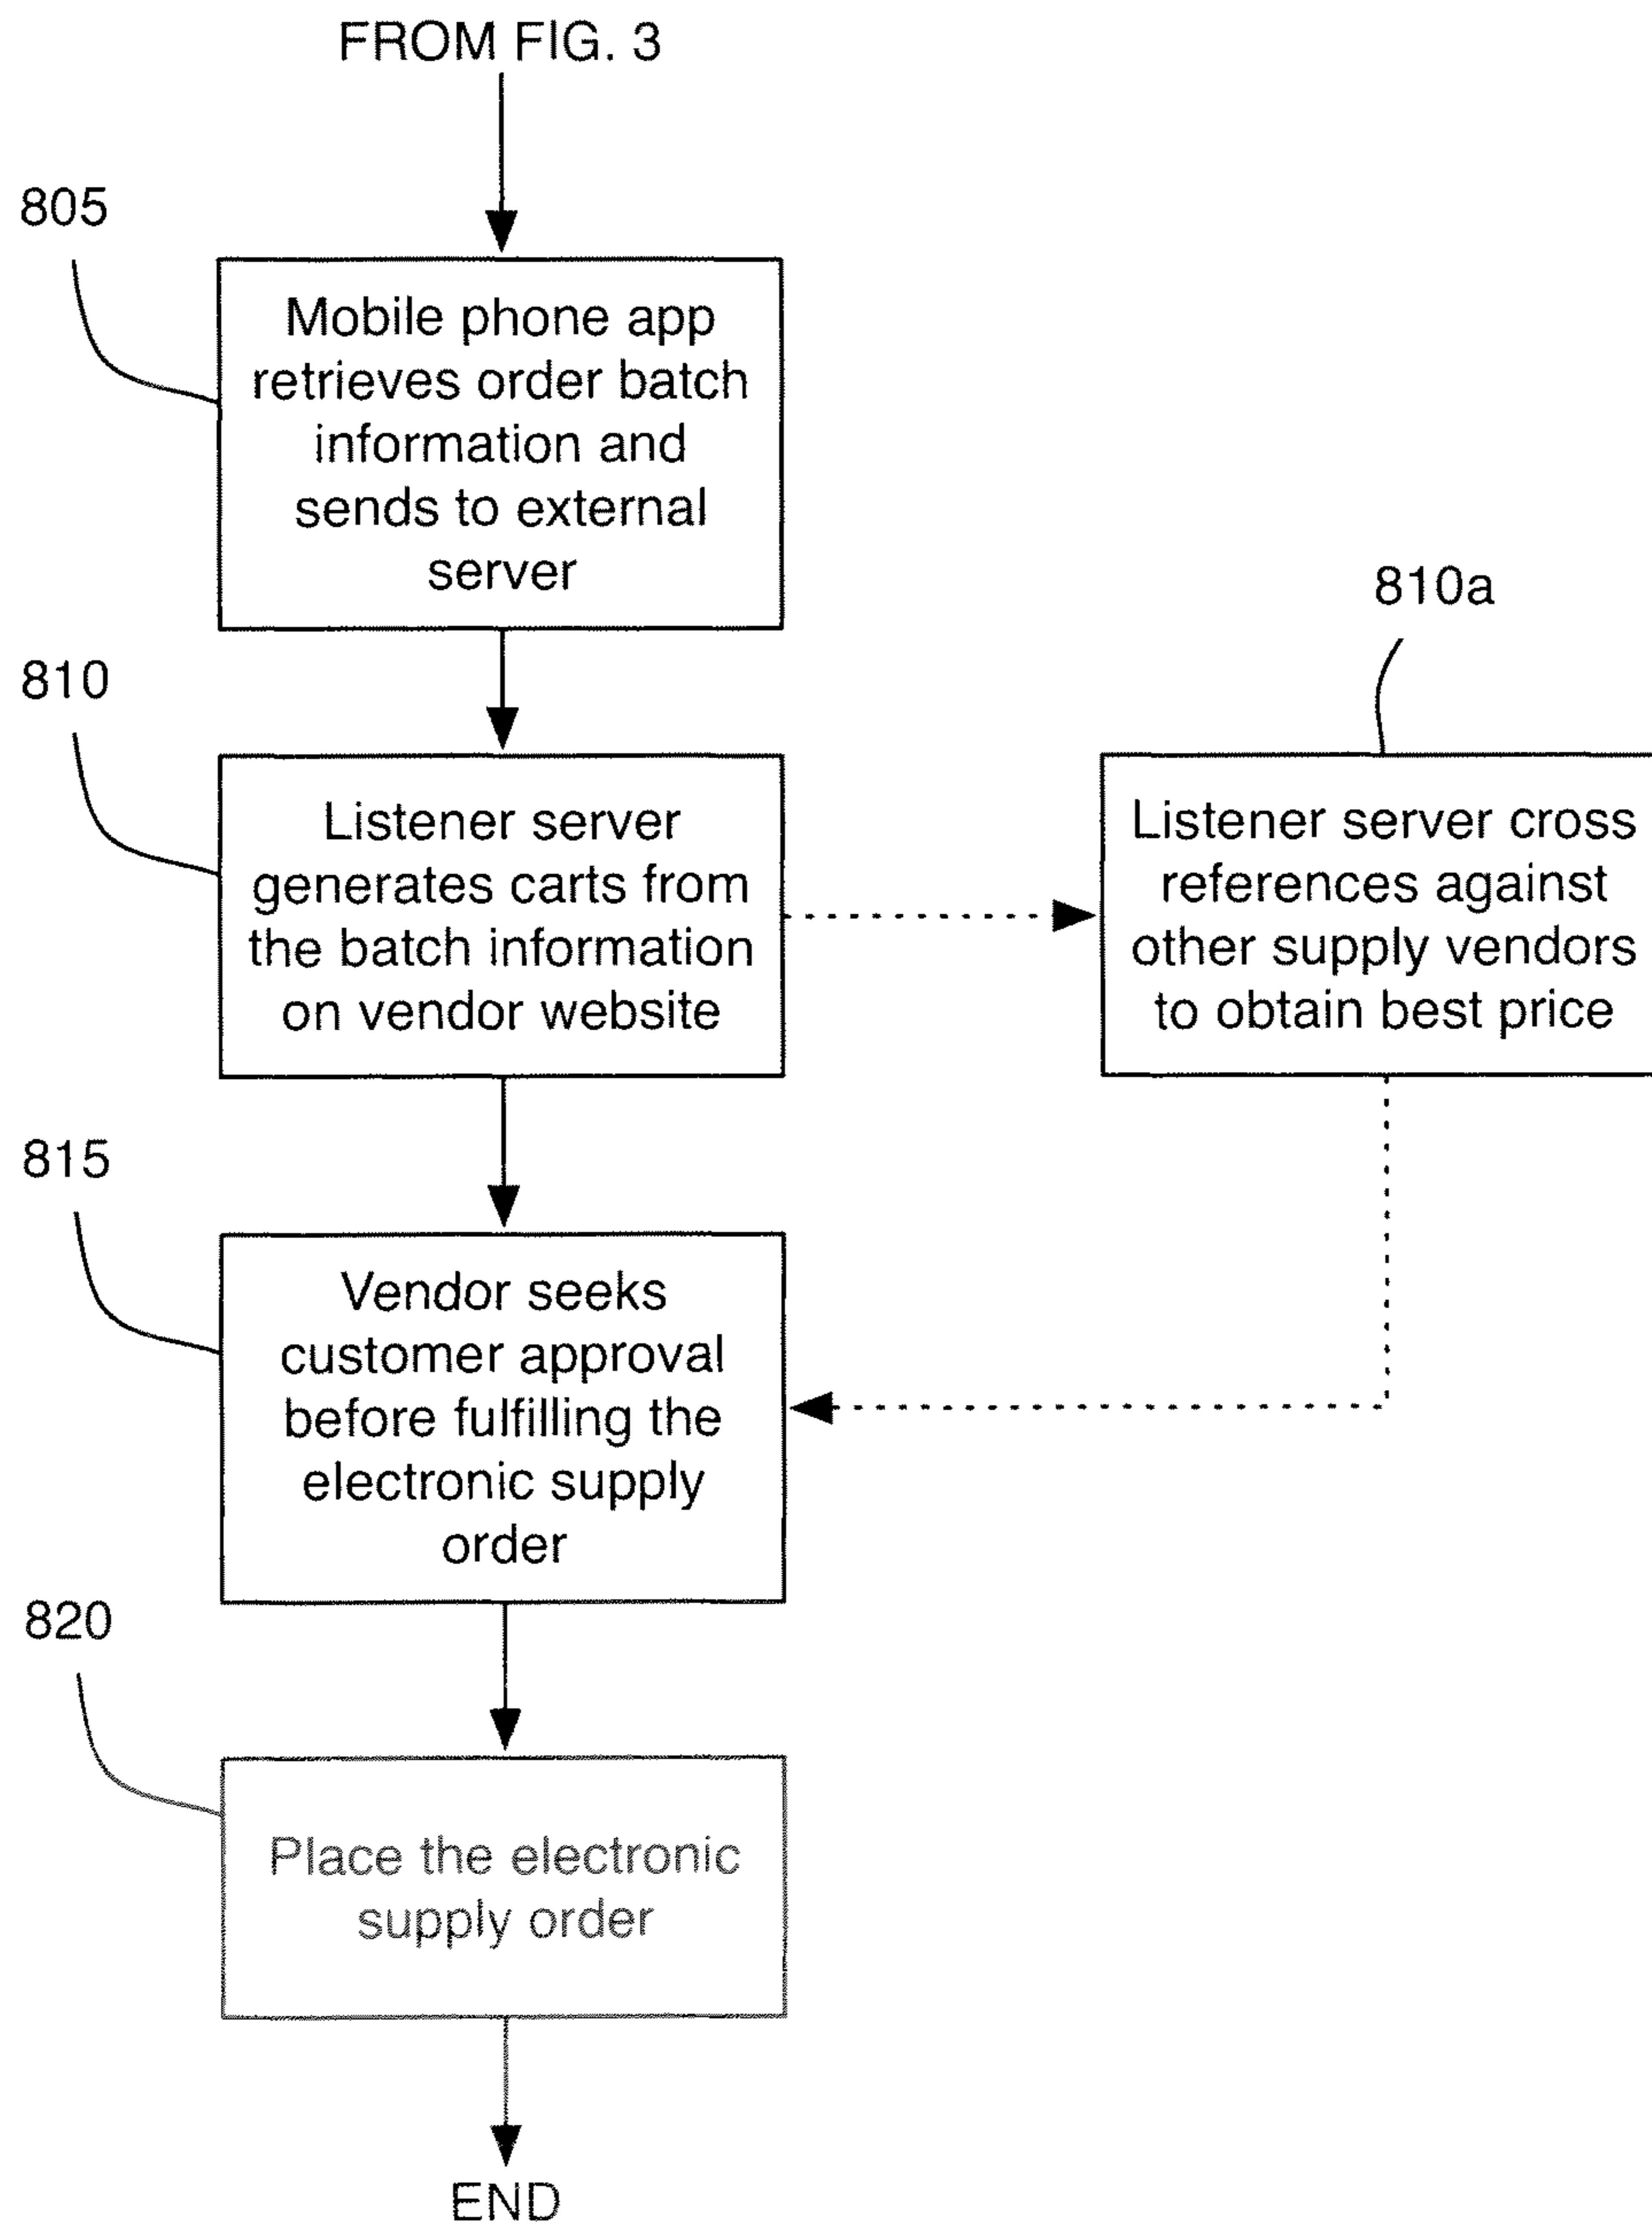 FROM FIG. 3
805
Mobile phone app
retrieves order batch
information and
sends to external
server
810
Listener server
generates carts from
the batch information
on vendor website
810a
Listener server cross
references against
other supply vendors
to obtain best price
815
Vendor seeks
customer approval
before fulfilling the
electronic supply
order
820
Place the electronic
supply order
END